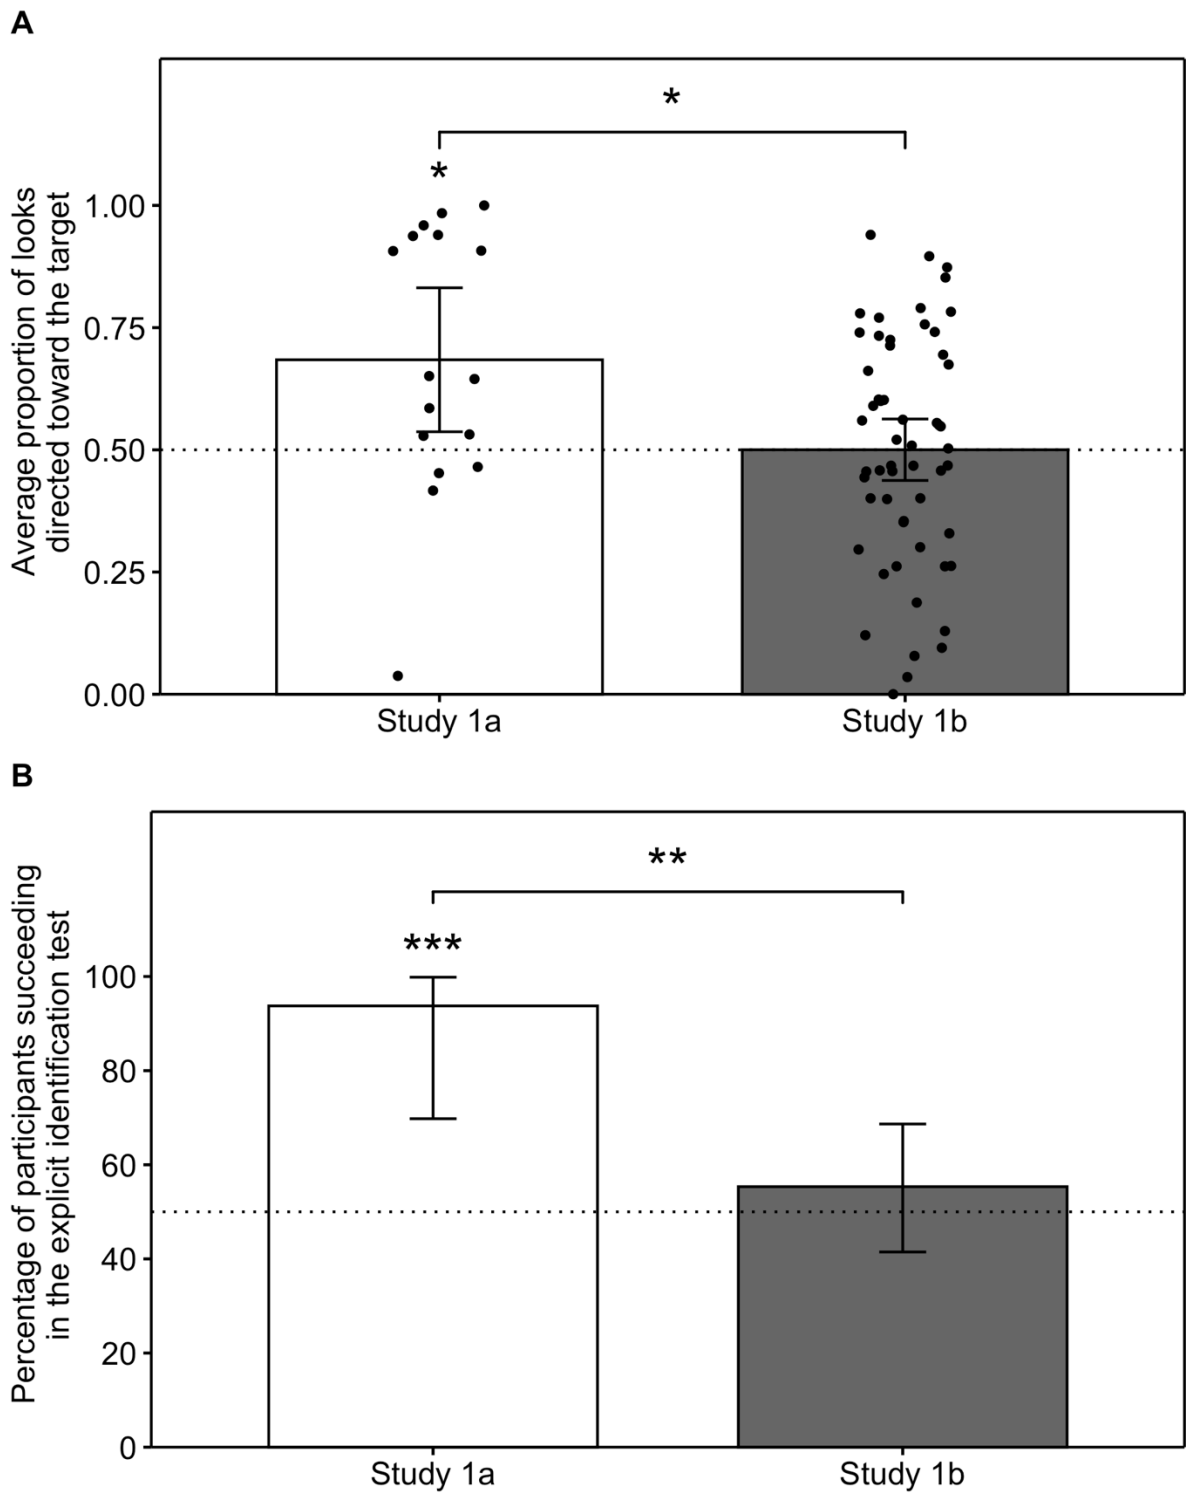 A
*
*
Average proportion of looks
directed toward the target
1.00
0.75
0.50
0.25
0.00
Study 1a Study 1b
B
**
***
Percentage of participants succeeding
in the explicit identification test
100
80
60
40
20
0
Study 1a Study 1b